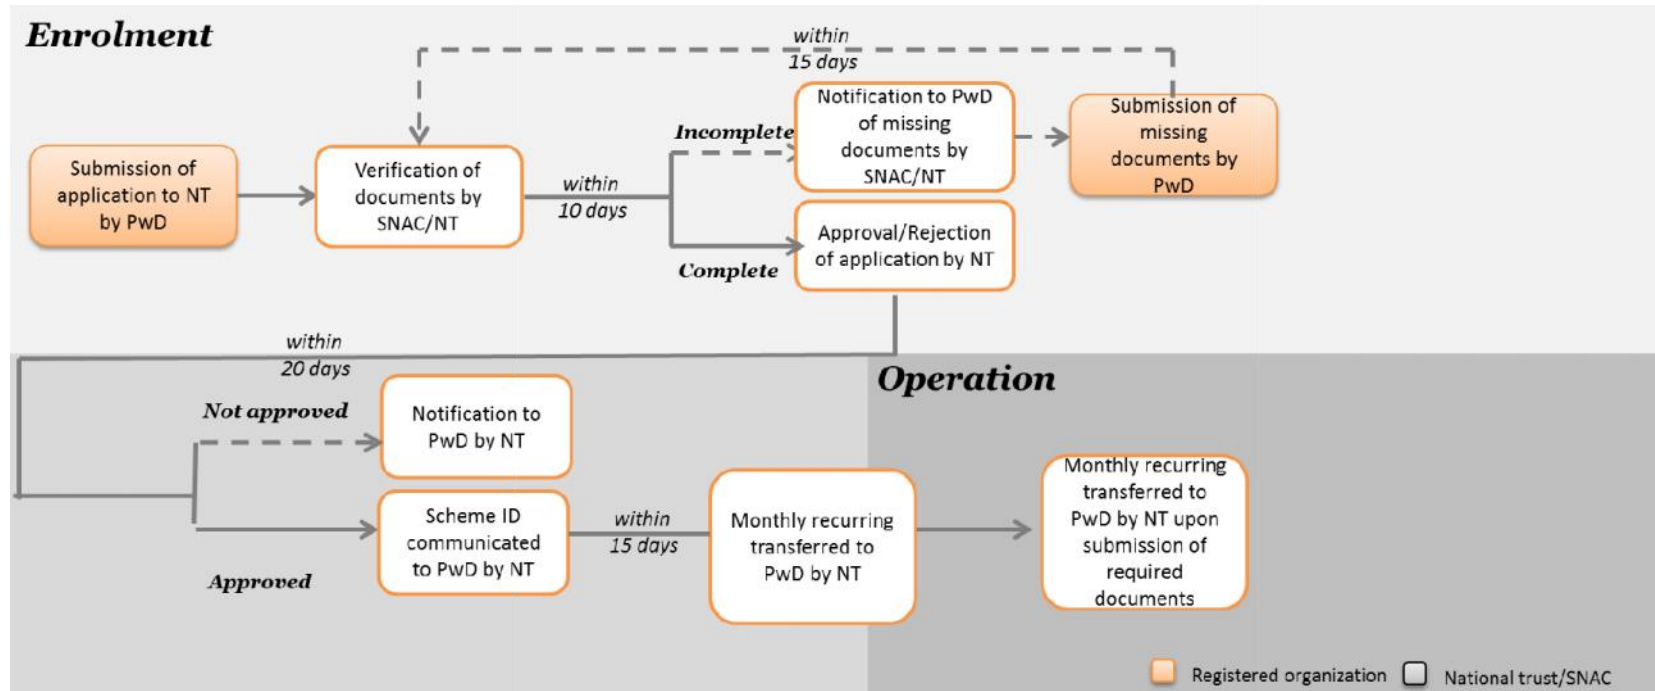 Enrolment
within
15 days
Submission of
application to NT
by PwD
Verification of
documents by
SNAC/NT
within
10 days
Incomplete
Notification to PwD
of missing
documents by
SNAC/NT
Submission of
missing
documents by
PwD
Complete
Approval/Rejection
of application by NT
within
20 days
Not approved
Notification to
PwD by NT
Approved
Scheme ID
communicated
to PwD by NT
within
15 days
Monthly recurring
transferred to
PwD by NT
Operation
Monthly recurring
transferred to
PwD by NT upon
submission of
required
documents
Registered organization
National trust/SNAC